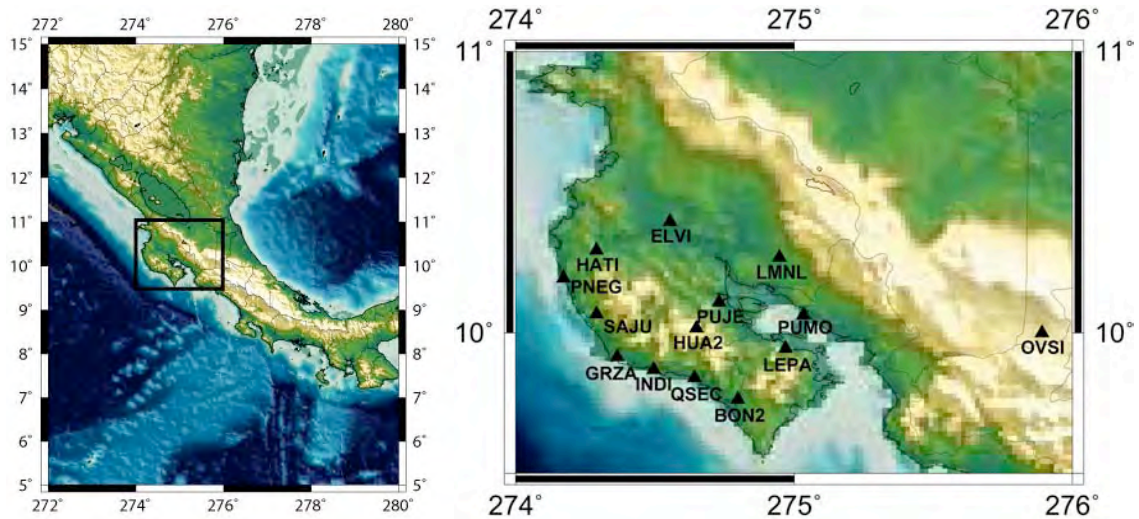 272˚ 274˚ 276˚ 278˚ 280˚
15˚ 15˚
14˚ 14˚
13˚ 13˚
12˚ 12˚
11˚ 11˚
10˚ 10˚
9˚ 9˚
8˚ 8˚
7˚ 7˚
6˚ 6˚
5˚ 5˚
272˚ 274˚ 276˚ 278˚ 280˚
274˚ 275˚ 276˚
11˚ 11˚
ELVI
HATI LMNL
PNEG
PUJE
SAJU PUMO
10˚ 10˚
HUA2 OVSI
LEPA
GRZA
INDI
QSEC
BON2
274˚ 275˚ 276˚